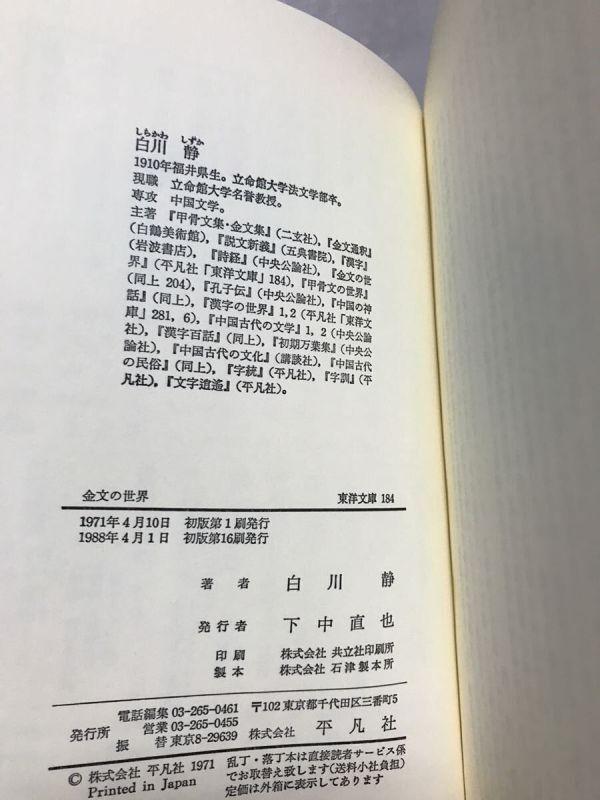 しらかわ しずか
白川 静
1910年福井県生。立命館大学法文学部卒。
現職 立命館大学名誉教授。
専攻 中国文学。
主著 『甲骨文集・金文集』（二玄社），『金文通釈』
（白鶴美術館），『説文新義』（五典書院），『漢字』
（岩波書店），『詩経』（中央公論社），『金文の世
界』（平凡社「東洋文庫」184），『甲骨文の世界』
（同上 204），『孔子伝』（中央公論社），『中国の神
話』（同上），『漢字の世界』1，2（平凡社「東洋文
庫」281，6），『中国古代の文学』1，2（中央公論
社），『漢字百話』（同上），『初期万葉集』（中央公
論社），『中国古代の文化』（講談社），『中国古代
の民俗』（同上），『字統』（平凡社），『字訓』（平
凡社），『文字逍遙』（平凡社）。
金文の世界 東洋文庫 184
1971年4月10日 初版第1刷発行
1988年4月1日 初版第16刷発行
著者 白川静
発行者 下中直也
印刷 株式会社 共立社印刷所
製本 株式会社 石津製本所
電話編集 03-265-0461 〒102 東京都千代田区三番町5
発行所 営業 03-265-0455 株式会社 平凡社
振替 東京8-29639
© 株式会社 平凡社 1971 乱丁・落丁本は直接読者サービス係
Printed in Japan でお取替え致します（送料小社負担）
定価は外箱に表示してあります